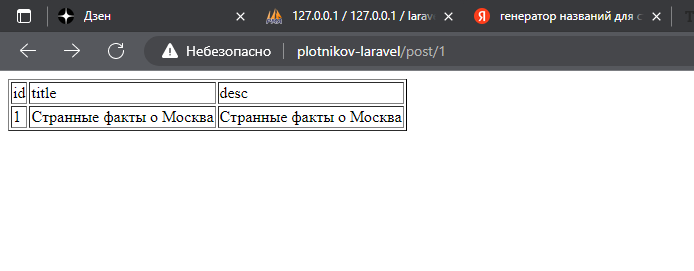 Дзен
127.0.0.1 / 127.0.0.1 / larav
генератор названий для с
Небезопасно
plotnikov-laravel/post/1
id title desc
1 Странные факты о Москва Странные факты о Москва